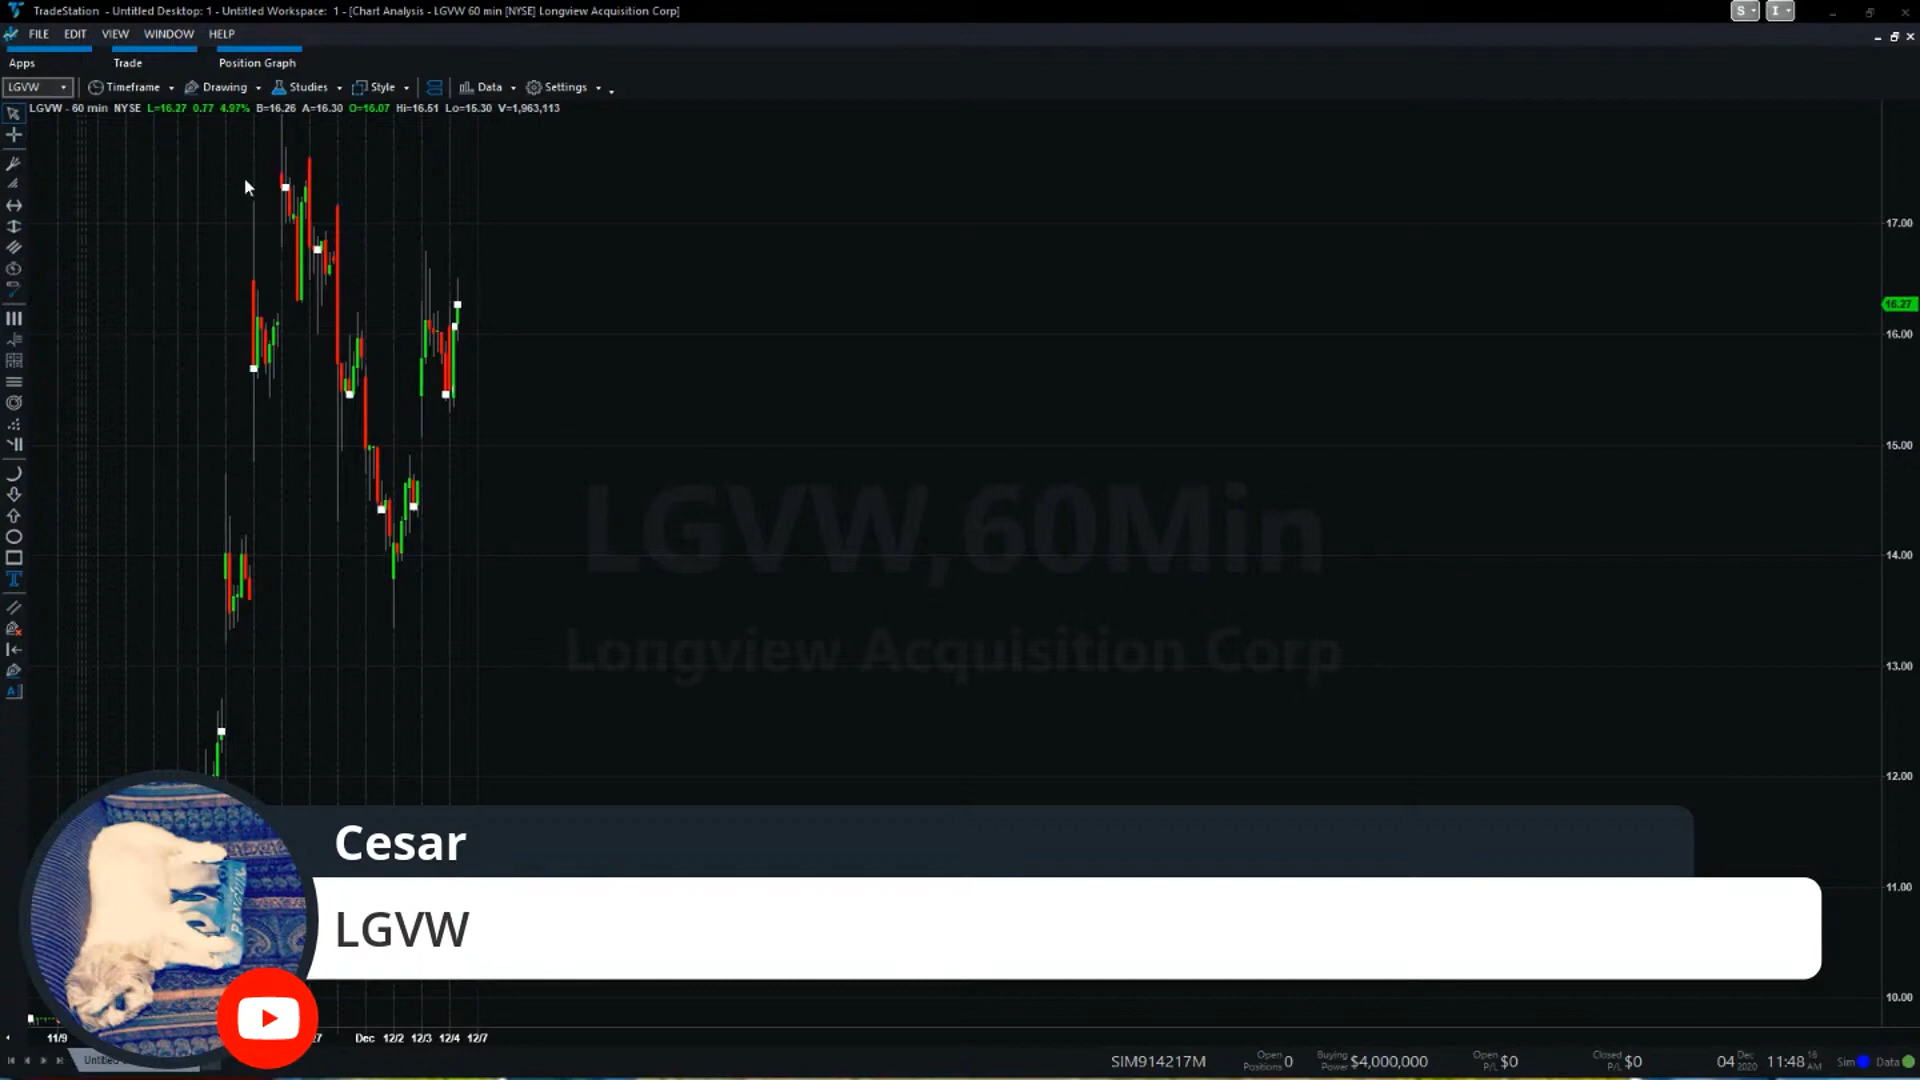 TradeStation - Untitled Desktop: 1 - Untitled Workspace: 1 - [Chart Analysis - LGVW 60 min [NYSE] Longview Acquisition Corp]
S
I
FILE EDIT VIEW WINDOW HELP
Apps Trade Position Graph
LGVW Timeframe Drawing Studies Style Data Settings
LGVW - 60 min NYSE L=16.27 0.77 4.97% B=16.26 A=16.30 O=16.07 Hi=16.51 Lo=15.30 V=1,963,113
17.00
16.27
16.00
15.00
14.00
13.00
12.00
11.00
10.00
LGVW,60Min
Longview Acquisition Corp
Cesar
LGVW
PENGUIN
11/9 Dec 12/2 12/3 12/4 12/7
SIM914217M Open Positions 0 Buying Power $4,000,000 Open P/L $0 Closed P/L $0 04 Dec 2020 11:48 16 AM Sim Data